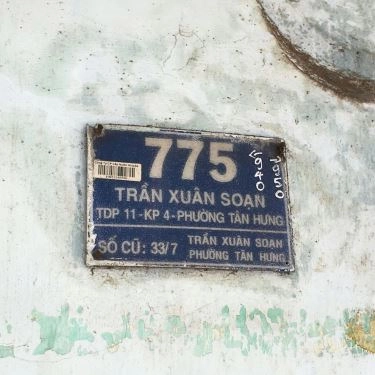 775
TRẦN XUÂN SOẠN
TDP 11 - KP 4 - PHƯỜNG TÂN HƯNG
SỐ CŨ: 33/7
TRẦN XUÂN SOẠN
PHƯỜNG TÂN HƯNG